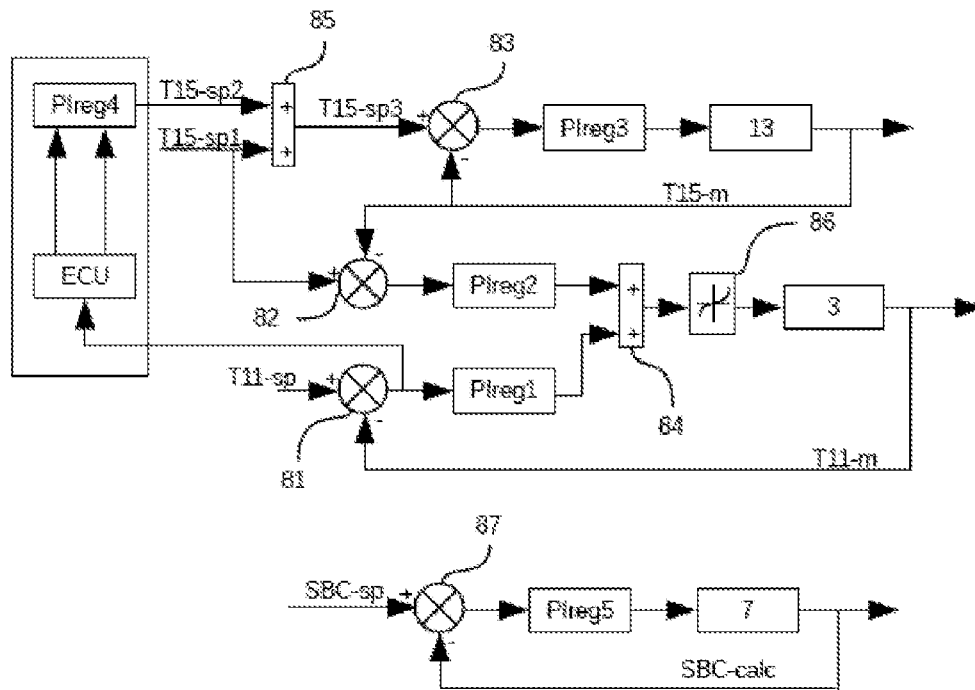 85
83
PIreg4
T15-sp2
+
T15-sp3
+
PIreg3
13
T15-sp1
+
-
T15-m
86
-
ECU
+
PIreg2
+
82
3
T11-sp
+
PIreg1
+
84
-
81
T11-m
87
SBC-sp
+
PIreg5
7
-
SBC-calc